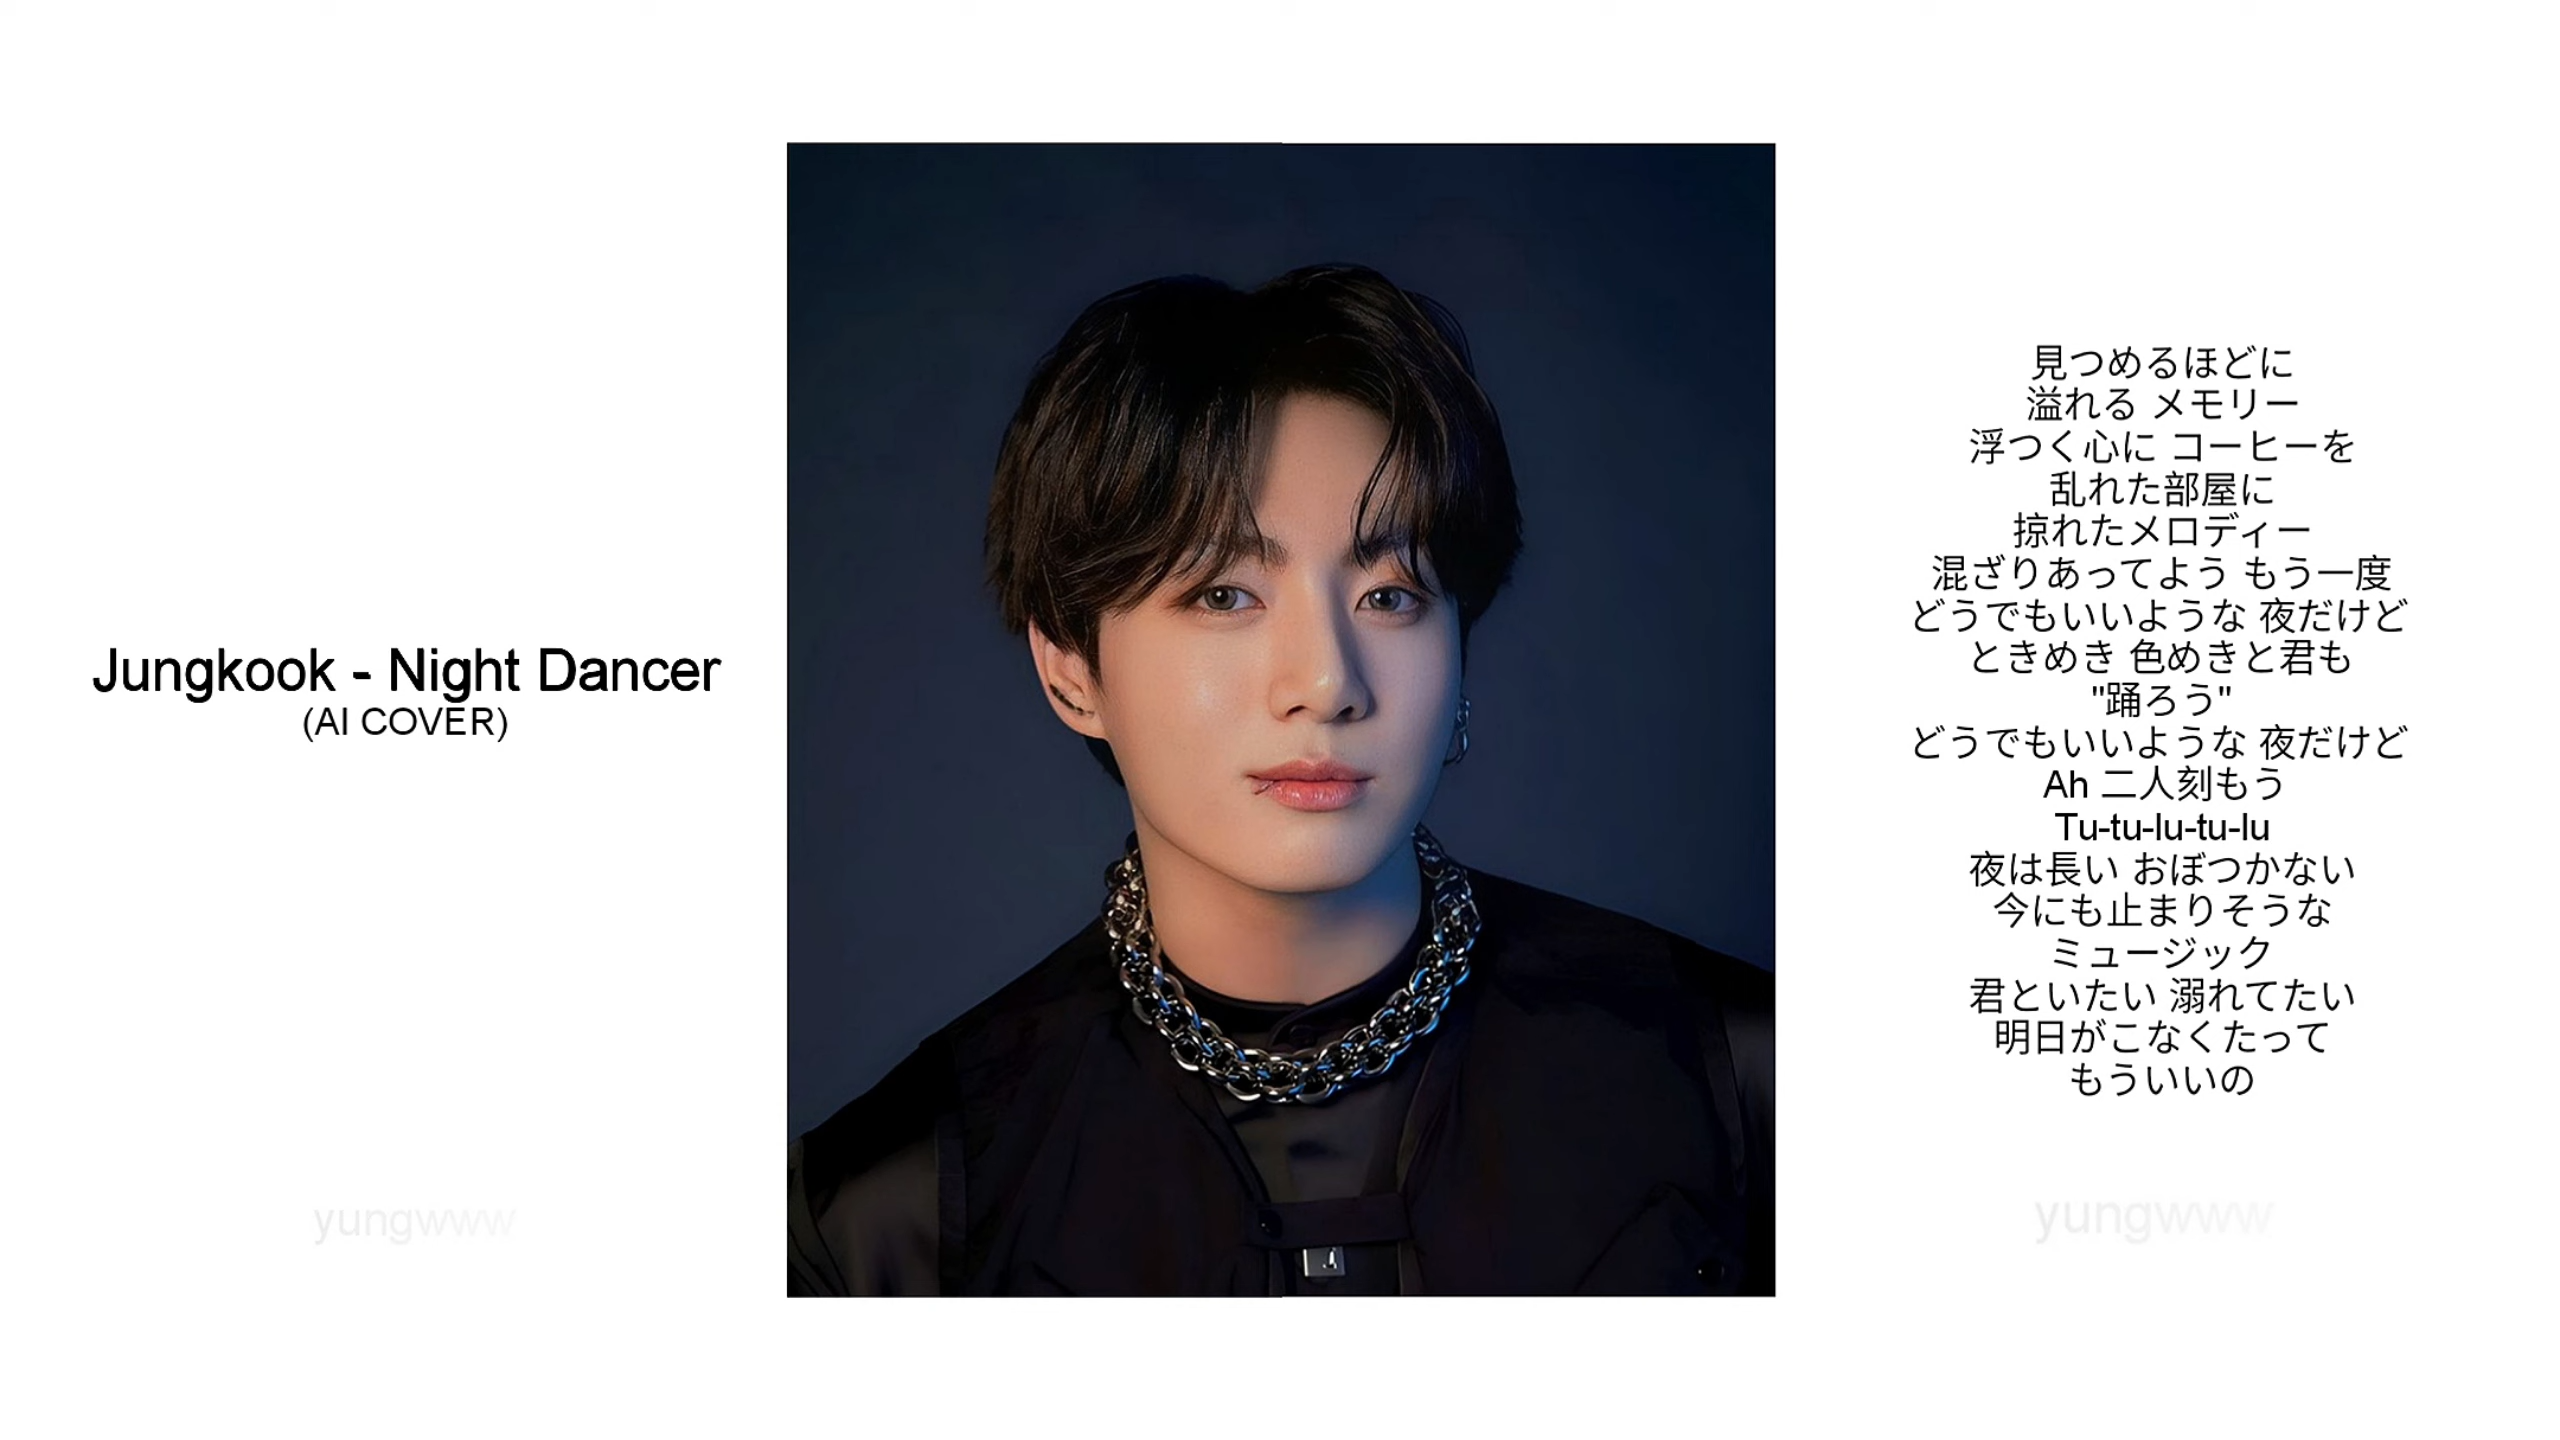 Jungkook - Night Dancer
(AI COVER)
yungwww
見つめるほどに
溢れる メモリー
浮つく心に コーヒーを
乱れた部屋に
掠れたメロディー
混ざりあってよう もう一度
どうでもいいような 夜だけど
ときめき 色めきと君も
"踊ろう"
どうでもいいような 夜だけど
Ah 二人刻もう
Tu-tu-lu-tu-lu
夜は長い おぼつかない
今にも止まりそうな
ミュージック
君といたい 溺れてたい
明日がこなくたって
もういいの
yungwww